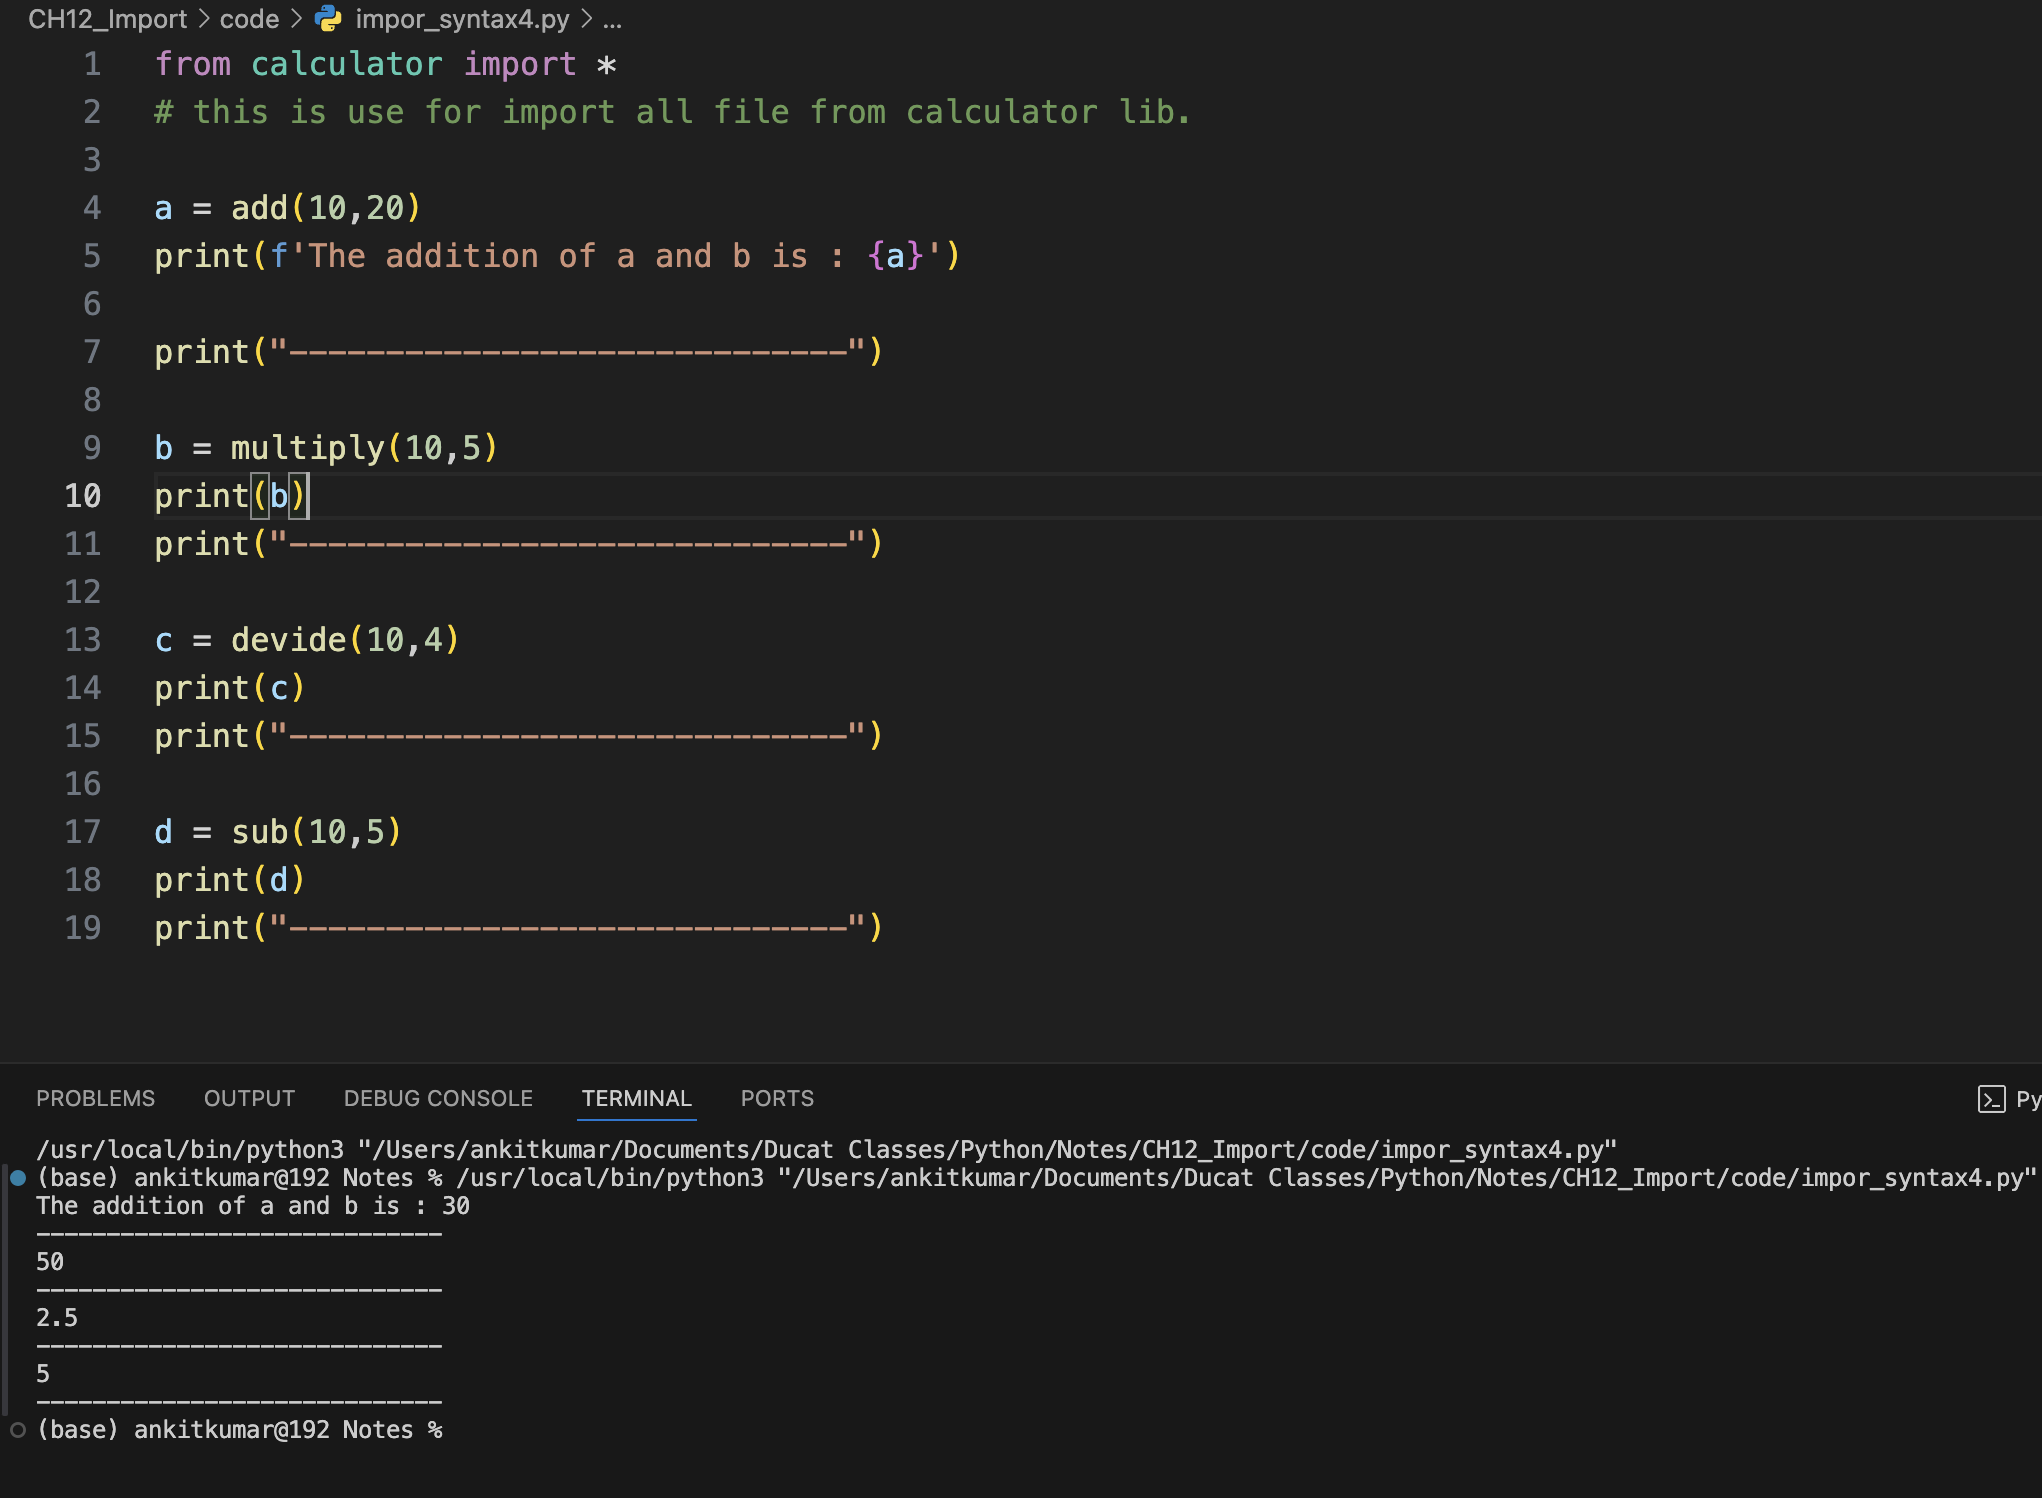 CH12_Import > code > impor_syntax4.py > ...
1 from calculator import *
2 # this is use for import all file from calculator lib.
3
4 a = add(10,20)
5 print(f'The addition of a and b is : {a}')
6
7 print("-----------------------------")
8
9 b = multiply(10,5)
10 print(b)
11 print("-----------------------------")
12
13 c = devide(10,4)
14 print(c)
15 print("-----------------------------")
16
17 d = sub(10,5)
18 print(d)
19 print("-----------------------------")
PROBLEMS OUTPUT DEBUG CONSOLE TERMINAL PORTS Py
/usr/local/bin/python3 "/Users/ankitkumar/Documents/Ducat Classes/Python/Notes/CH12_Import/code/impor_syntax4.py"
(base) ankitkumar@192 Notes % /usr/local/bin/python3 "/Users/ankitkumar/Documents/Ducat Classes/Python/Notes/CH12_Import/code/impor_syntax4.py"
The addition of a and b is : 30
-----------------------------
50
-----------------------------
2.5
-----------------------------
5
-----------------------------
(base) ankitkumar@192 Notes %